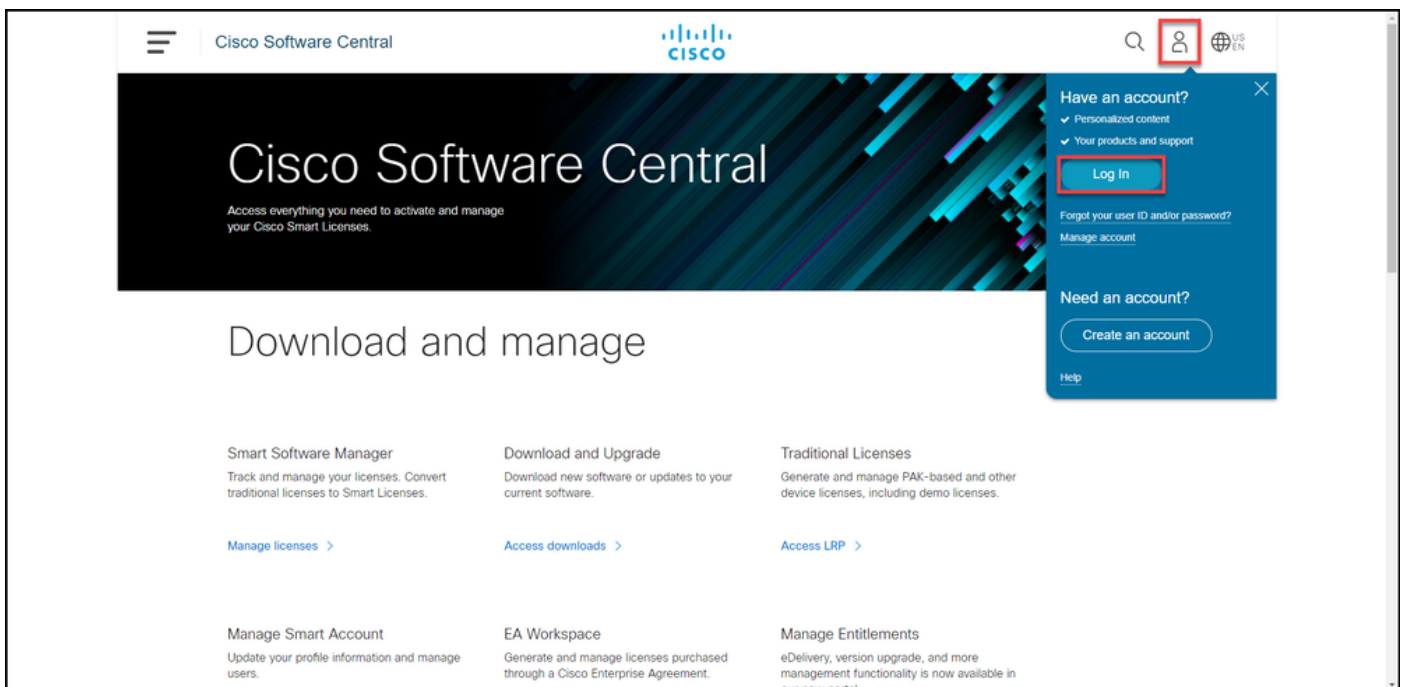 Cisco Software Central
CISCO
US
EN
Cisco Software Central
Access everything you need to activate and manage
your Cisco Smart Licenses.
Have an account?
Personalized content
Your products and support
Log In
Forgot your user ID and/or password?
Manage account
Need an account?
Create an account
Help
Download and manage
Smart Software Manager
Track and manage your licenses. Convert
traditional licenses to Smart Licenses.
Manage licenses
Download and Upgrade
Download new software or updates to your
current software.
Access downloads
Traditional Licenses
Generate and manage PAK-based and other
device licenses, including demo licenses.
Access LRP
Manage Smart Account
Update your profile information and manage
users.
EA Workspace
Generate and manage licenses purchased
through a Cisco Enterprise Agreement.
Manage Entitlements
eDelivery, version upgrade, and more
management functionality is now available in